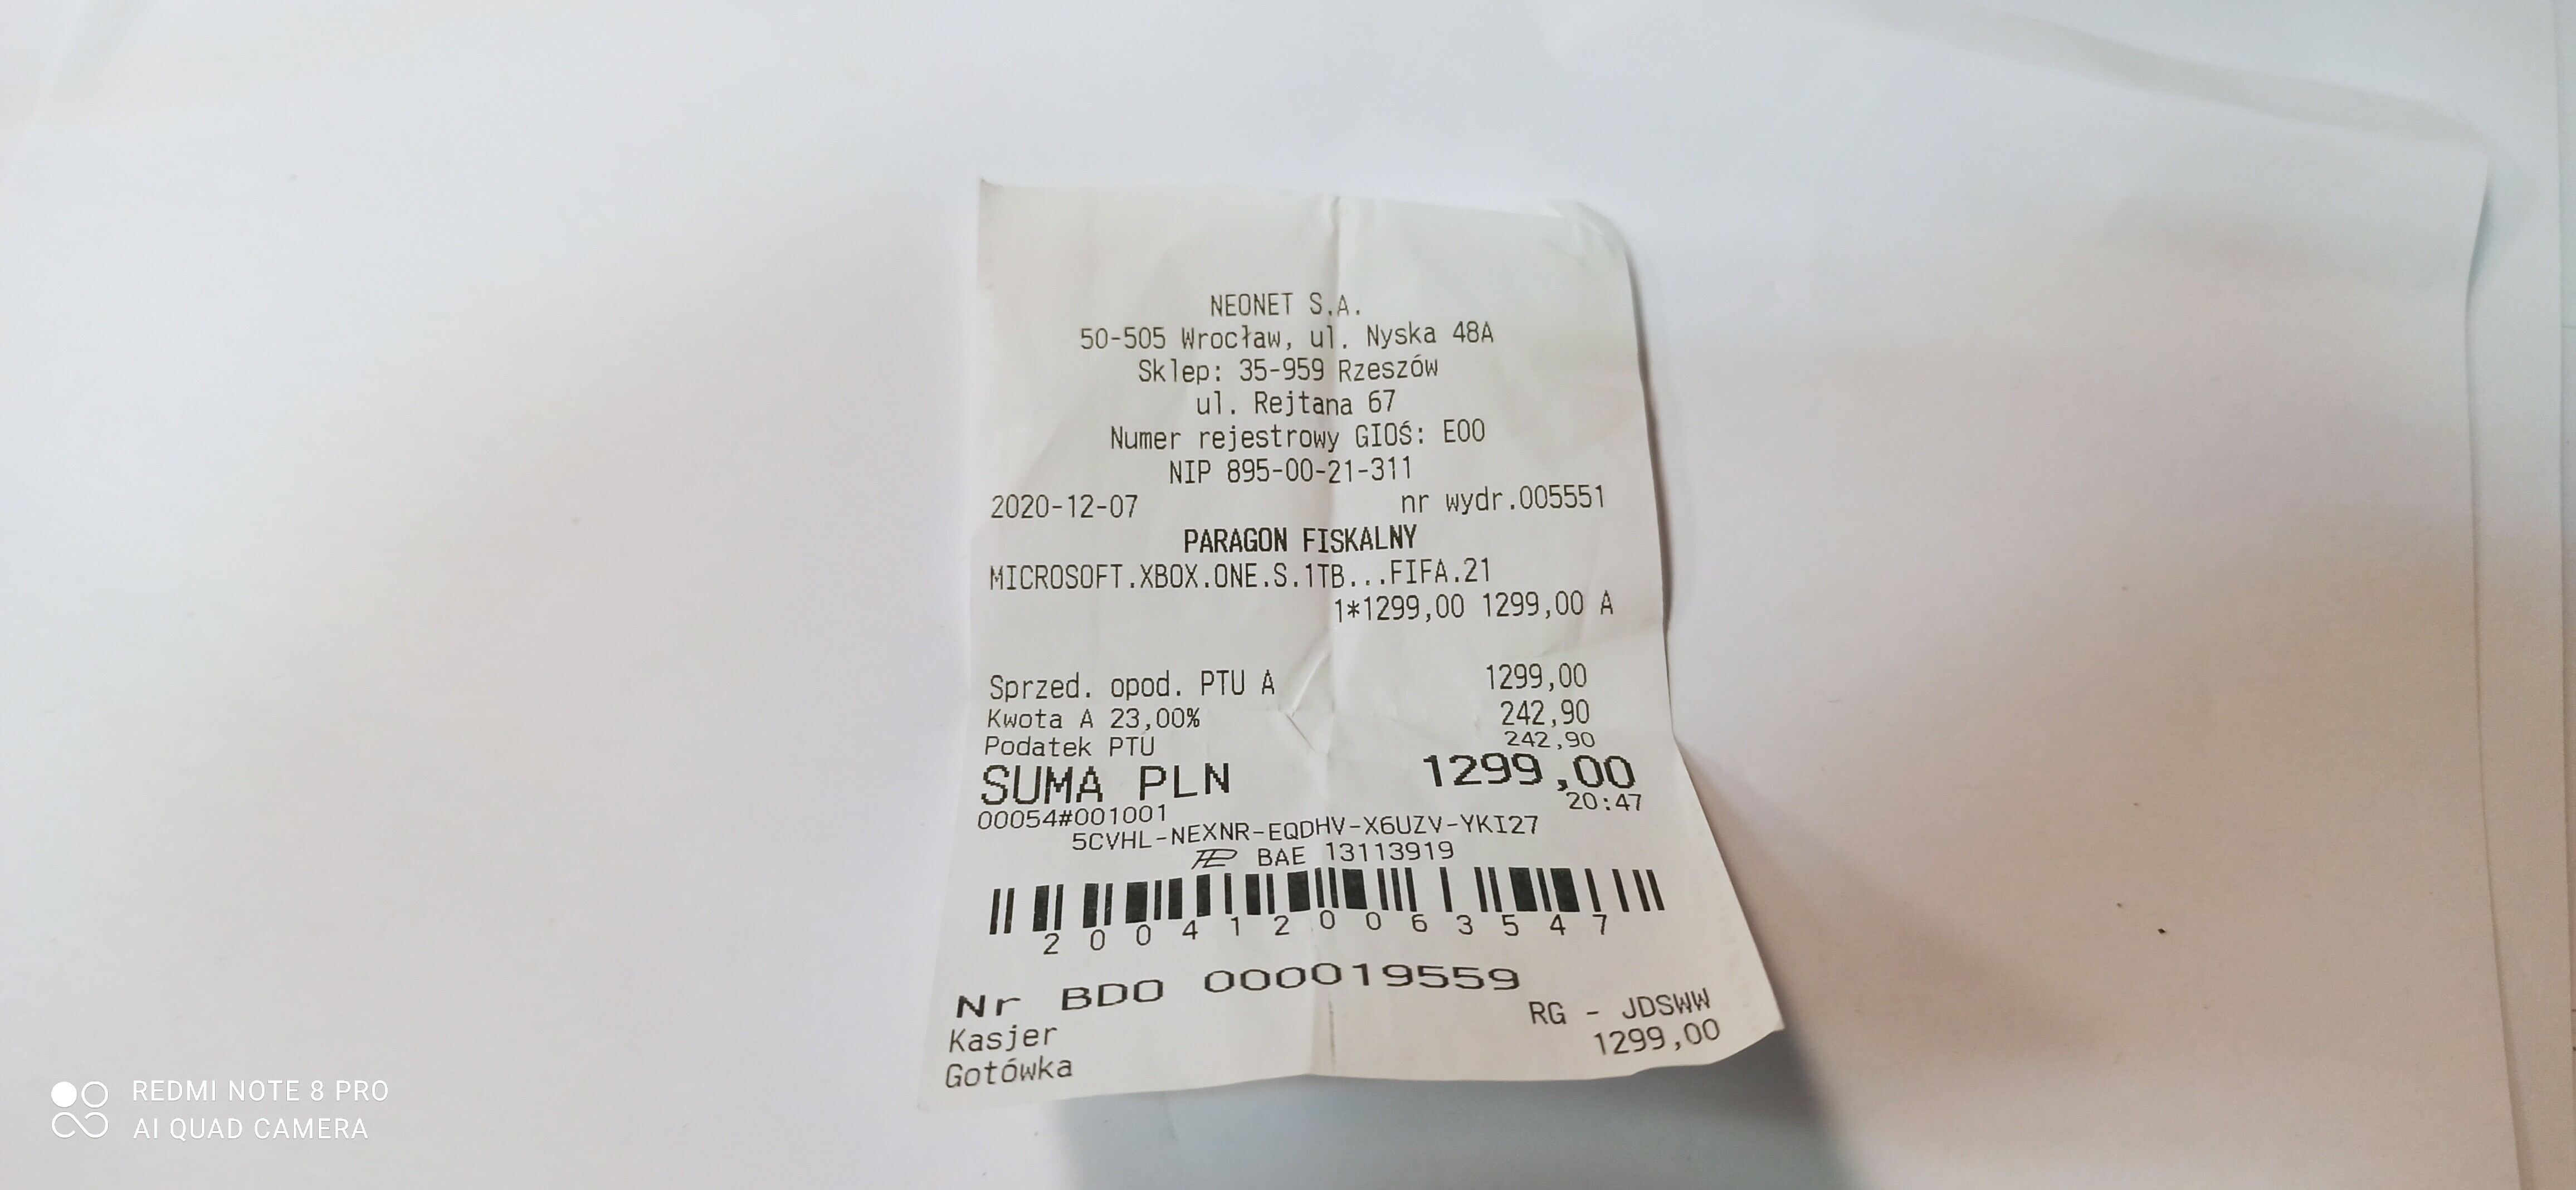 NEONET S.A.
50-505 Wrocław, ul. Nyska 48A
Sklep: 35-959 Rzeszów
ul. Rejtana 67
Numer rejestrowy GIOŚ: E00
NIP 895-00-21-311
2020-12-07 nr wydr.005551
PARAGON FISKALNY
MICROSOFT.XBOX.ONE.S.1TB...FIFA.21
1*1299,00 1299,00 A
Sprzed. opod. PTU A 1299,00
Kwota A 23,00% 242,90
Podatek PTU 242,90
SUMA PLN 1299,00
00054#001001 20:47
5CVHL-NEXNR-EQDHV-X6UZV-YKI27
BAE 13113919
2004120063547
Nr BDO 000019559
Kasjer RG - JDSWW
Gotówka 1299,00
REDMI NOTE 8 PRO
AI QUAD CAMERA